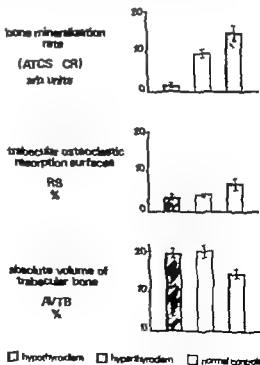 bone mineralisation
rate
(ATCS CR)
arb units
20
10
0
trabecular osteoclastic
resorption surfaces
RS
%
20
10
0
absolute volume of
trabecular bone
AVTB
%
20
10
0
hypothyroidism hyperthyroidism normal controls